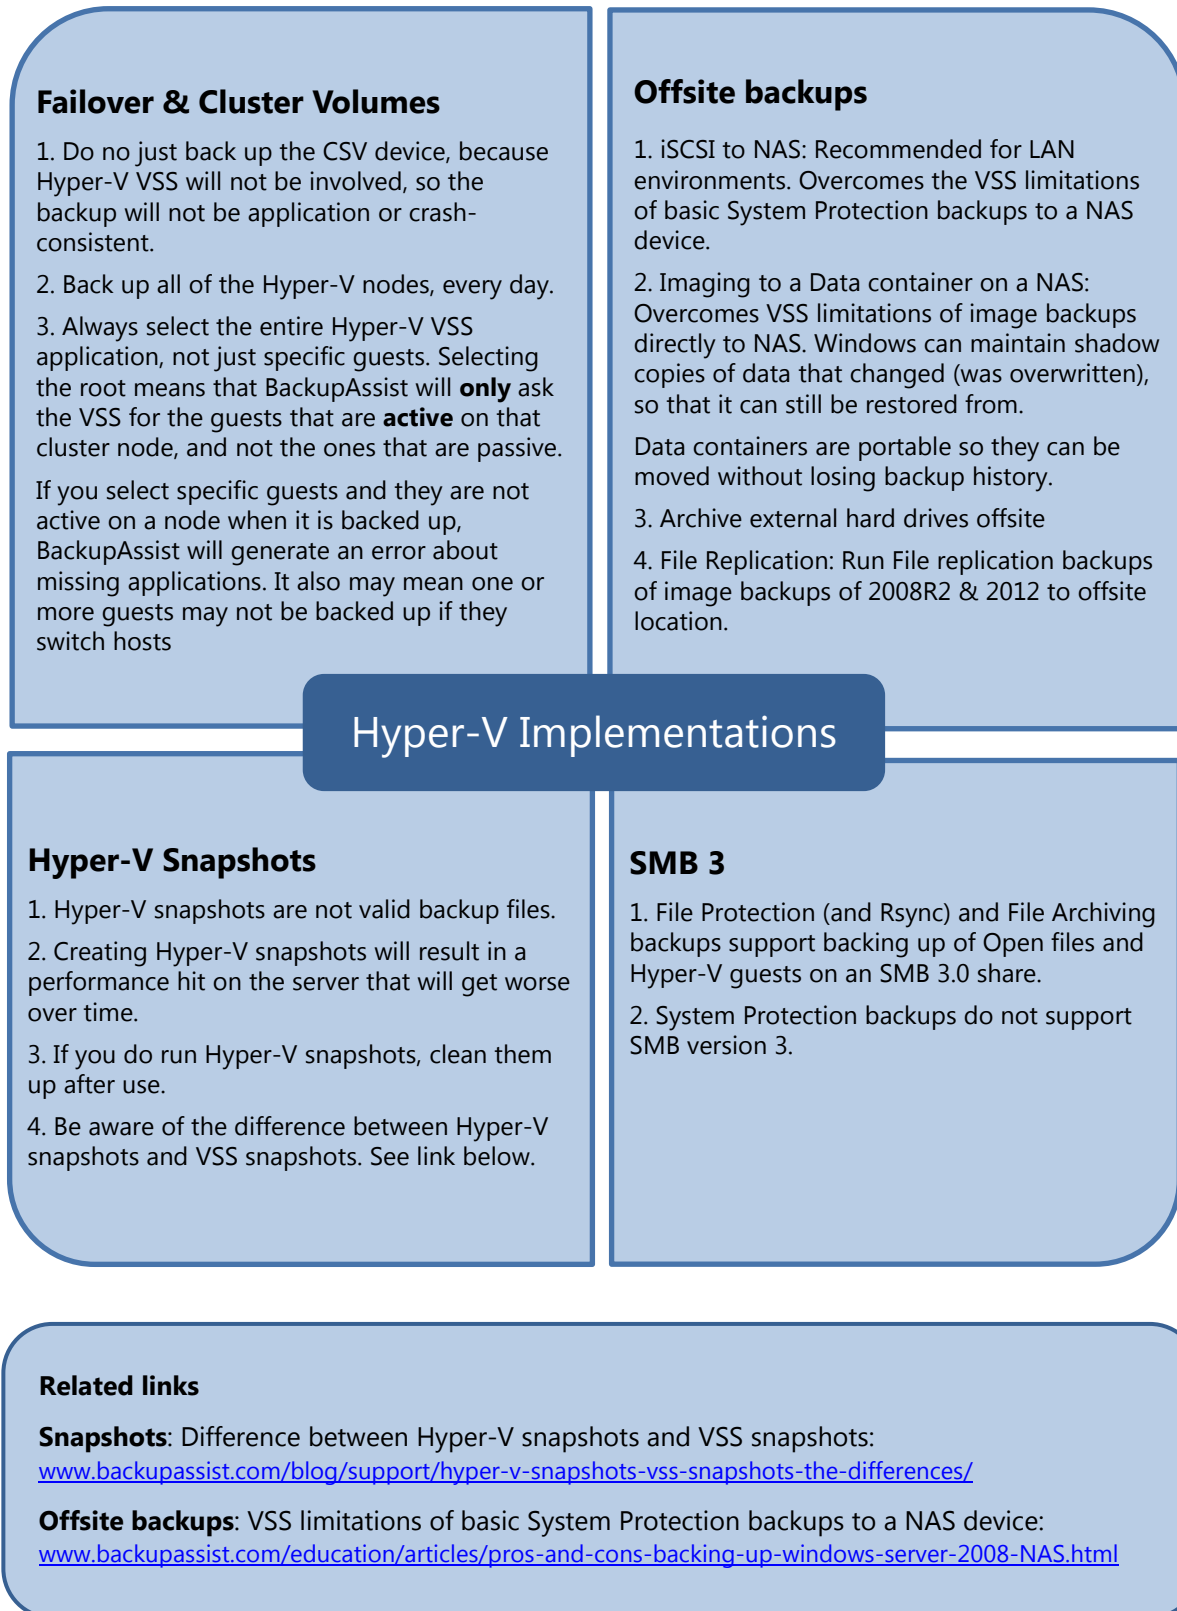 Failover & Cluster Volumes
1. Do no just back up the CSV device, because
Hyper-V VSS will not be involved, so the
backup will not be application or crash-
consistent.
2. Back up all of the Hyper-V nodes, every day.
3. Always select the entire Hyper-V VSS
application, not just specific guests. Selecting
the root means that BackupAssist will only ask
the VSS for the guests that are active on that
cluster node, and not the ones that are passive.
If you select specific guests and they are not
active on a node when it is backed up,
BackupAssist will generate an error about
missing applications. It also may mean one or
more guests may not be backed up if they
switch hosts
Offsite backups
1. iSCSI to NAS: Recommended for LAN
environments. Overcomes the VSS limitations
of basic System Protection backups to a NAS
device.
2. Imaging to a Data container on a NAS:
Overcomes VSS limitations of image backups
directly to NAS. Windows can maintain shadow
copies of data that changed (was overwritten),
so that it can still be restored from.
Data containers are portable so they can be
moved without losing backup history.
3. Archive external hard drives offsite
4. File Replication: Run File replication backups
of image backups of 2008R2 & 2012 to offsite
location.
Hyper-V Implementations
Hyper-V Snapshots
1. Hyper-V snapshots are not valid backup files.
2. Creating Hyper-V snapshots will result in a
performance hit on the server that will get worse
over time.
3. If you do run Hyper-V snapshots, clean them
up after use.
4. Be aware of the difference between Hyper-V
snapshots and VSS snapshots. See link below.
SMB 3
1. File Protection (and Rsync) and File Archiving
backups support backing up of Open files and
Hyper-V guests on an SMB 3.0 share.
2. System Protection backups do not support
SMB version 3.
Related links
Snapshots: Difference between Hyper-V snapshots and VSS snapshots:
www.backupassist.com/blog/support/hyper-v-snapshots-vss-snapshots-the-differences/
Offsite backups: VSS limitations of basic System Protection backups to a NAS device:
www.backupassist.com/education/articles/pros-and-cons-backing-up-windows-server-2008-NAS.html